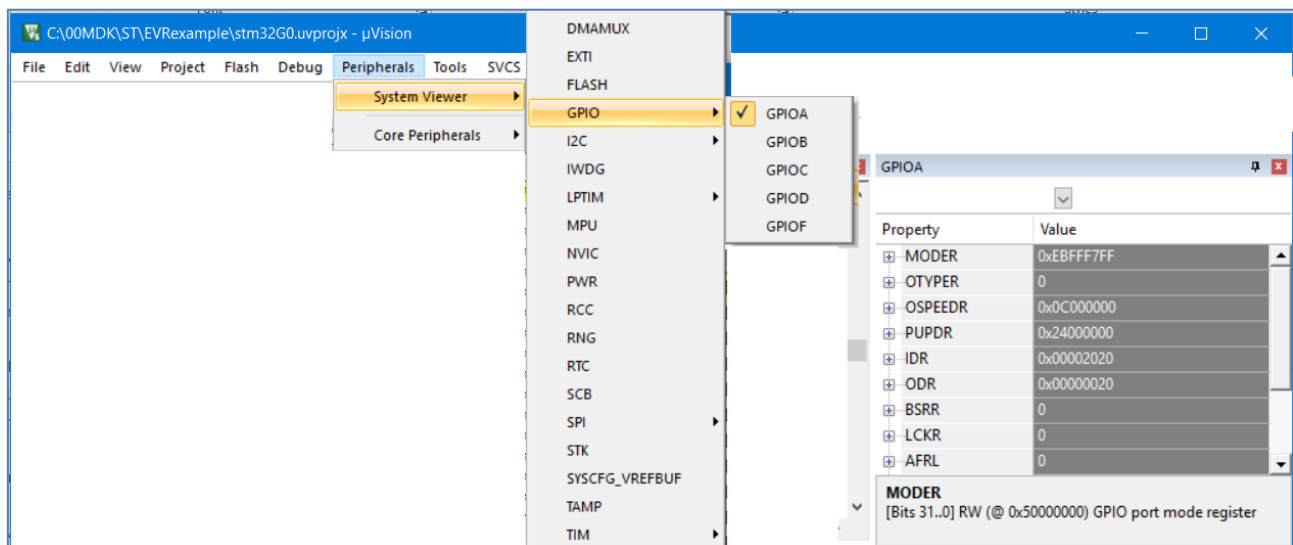 C:\00MDK\ST\EVRexample\stm32G0.uvprojx - µVision
File Edit View Project Flash Debug Peripherals Tools SVCS
System Viewer
Core Peripherals
DMAMUX
EXTI
FLASH
GPIO
I2C
IWDG
LPTIM
MPU
NVIC
PWR
RCC
RNG
RTC
SCB
SPI
STK
SYSCFG_VREFBUF
TAMP
TIM
GPIOA
GPIOB
GPIOC
GPIOD
GPIOF
GPIOA
Property Value
MODER 0xEBFFF7FF
OTYPER 0
OSPEEDR 0x0C000000
PUPDR 0x24000000
IDR 0x00002020
ODR 0x00000020
BSRR 0
LCKR 0
AFRL 0
MODER
[Bits 31..0] RW (@ 0x50000000) GPIO port mode register